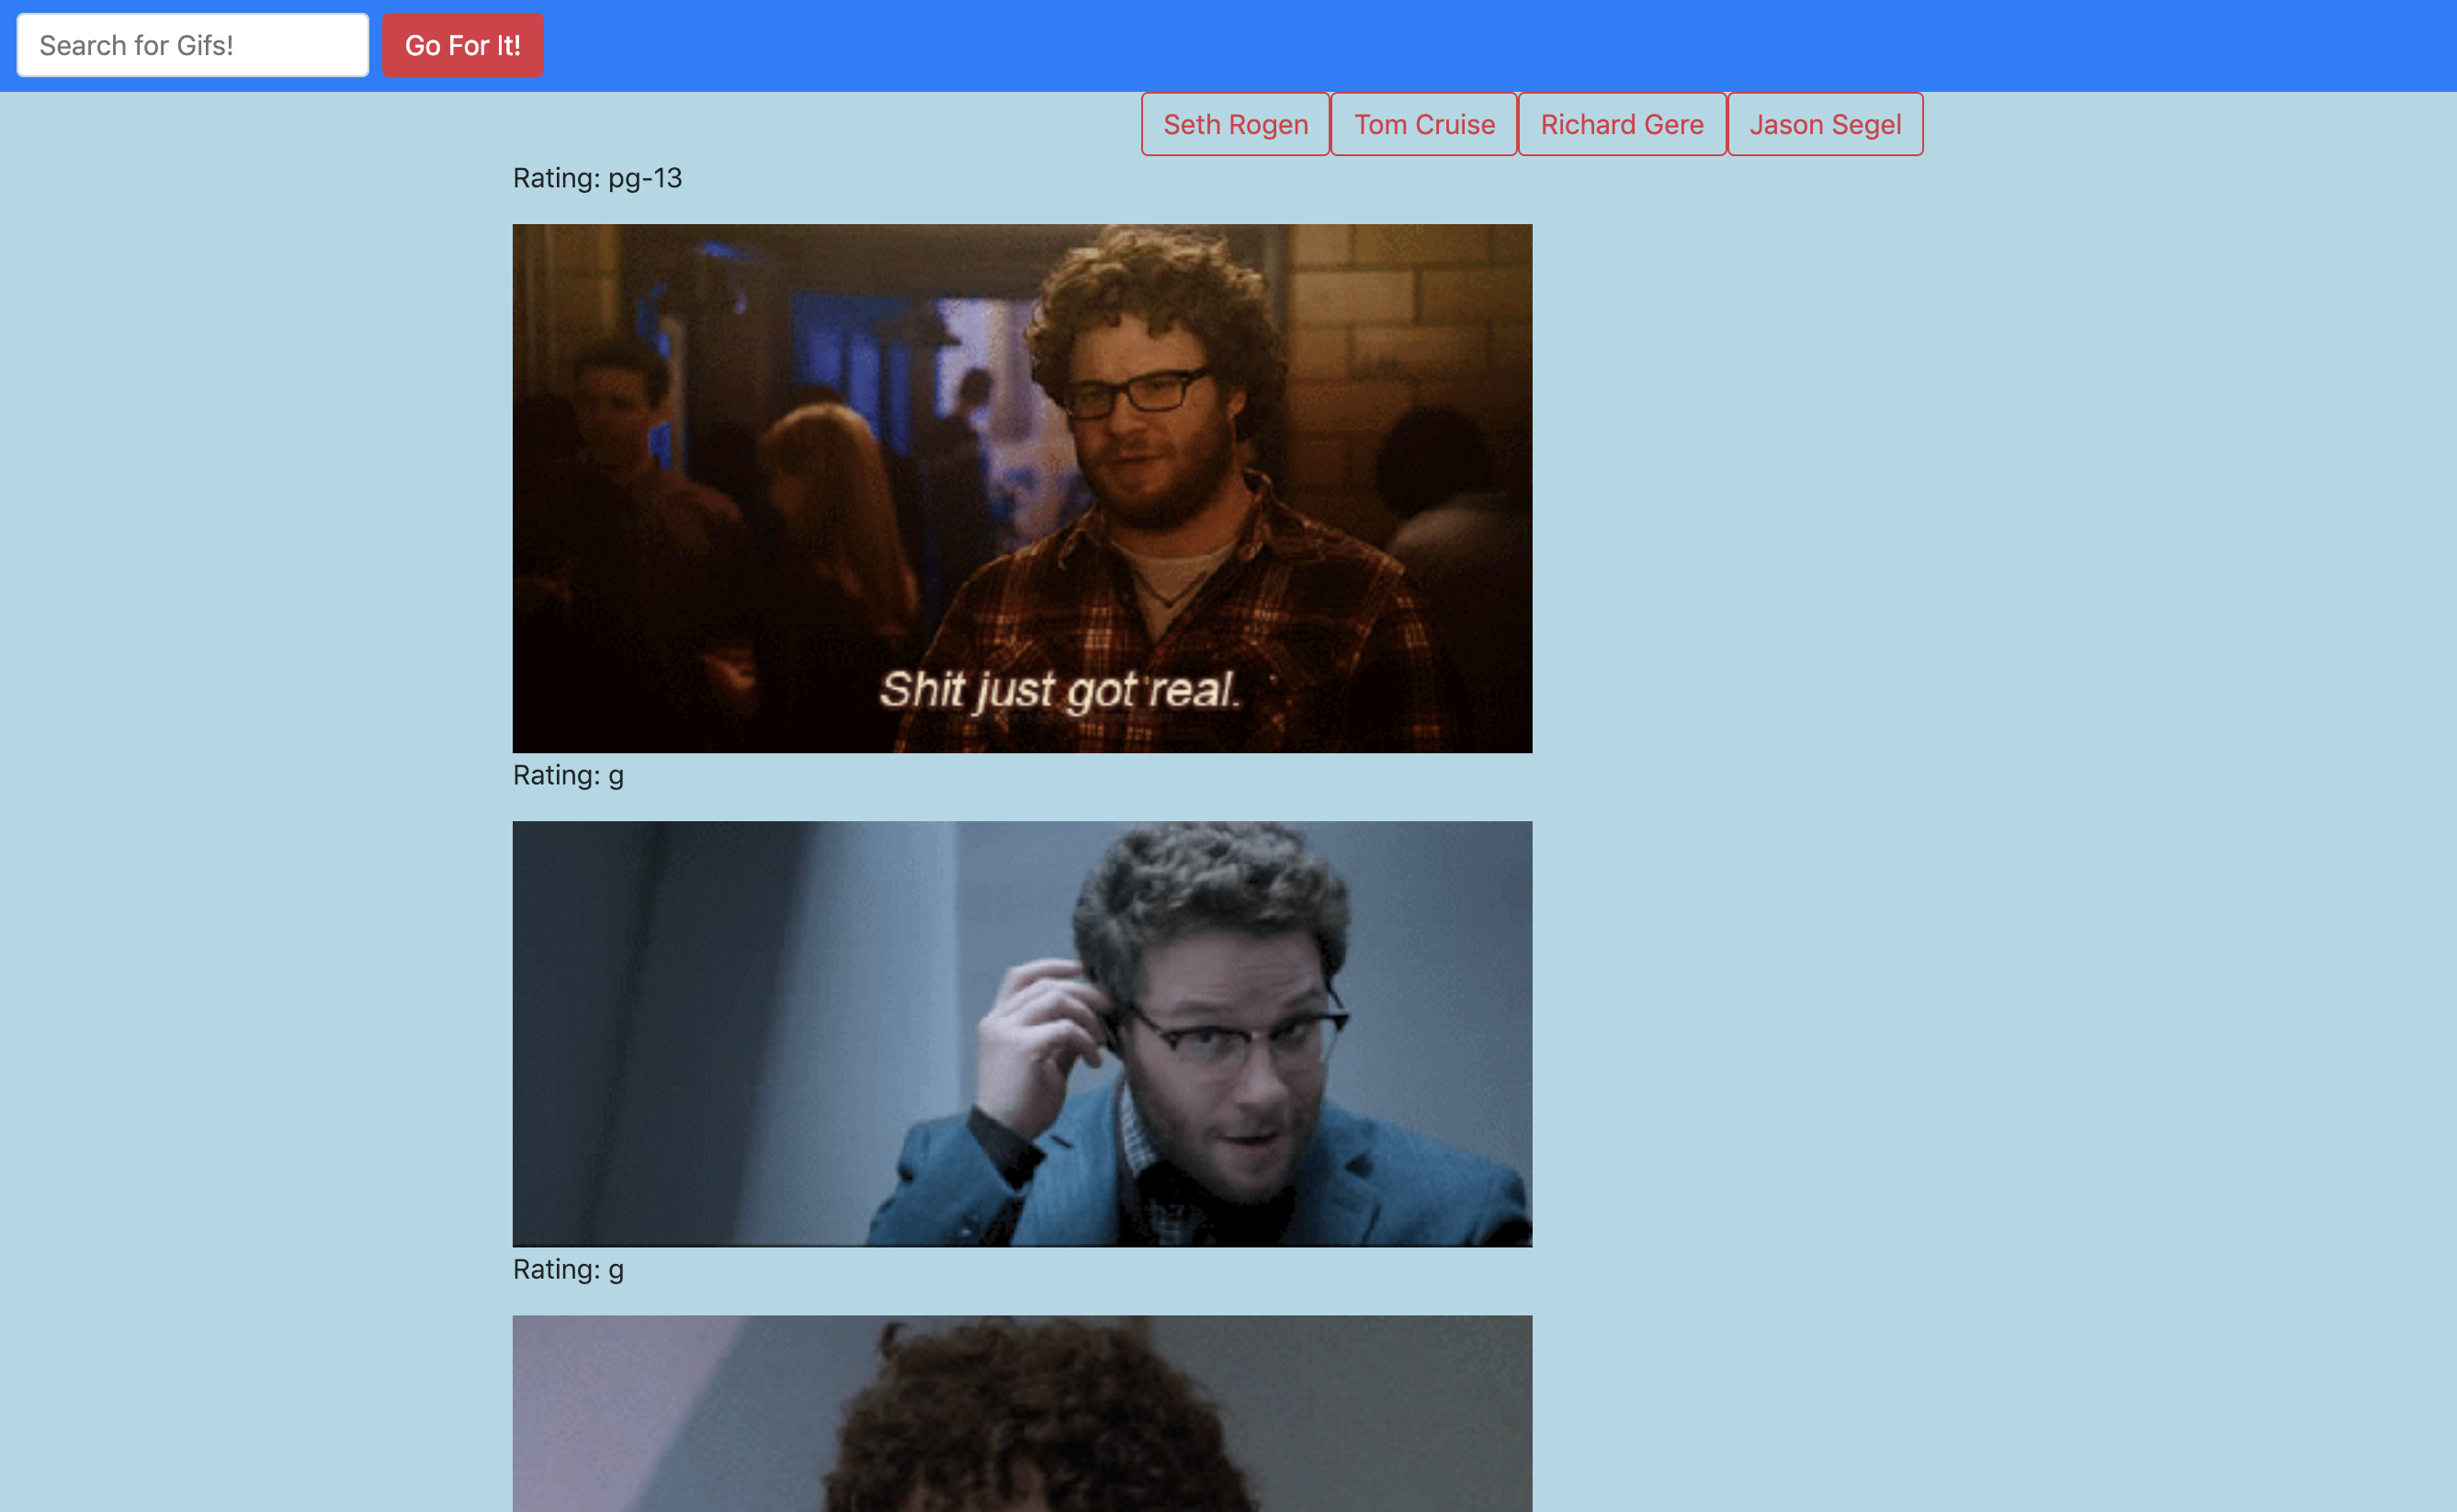 Search for Gifs!
Go For It!
Seth Rogen
Tom Cruise
Richard Gere
Jason Segel
Rating: pg-13
Shit just got real.
Rating: g
Rating: g